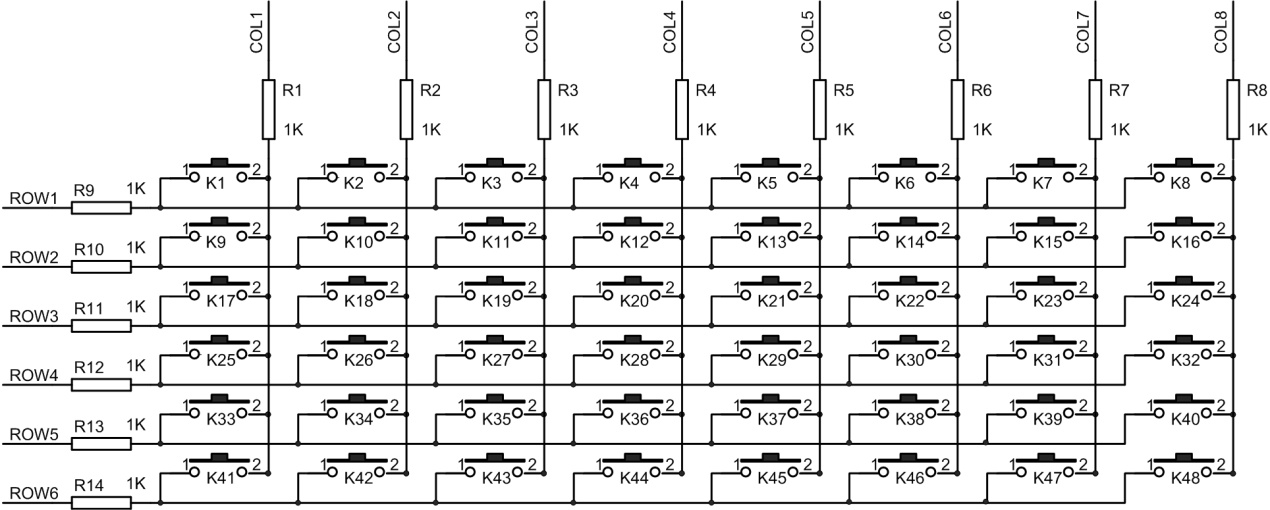 COL1 COL2 COL3 COL4 COL5 COL6 COL7 COL8
R1 R2 R3 R4 R5 R6 R7 R8
1K 1K 1K 1K 1K 1K 1K 1K
1 2 1 2 1 2 1 2 1 2 1 2 1 2 1 2
ROW1 R9 1K K1 K2 K3 K4 K5 K6 K7 K8
1 2 1 2 1 2 1 2 1 2 1 2 1 2 1 2
ROW2 R10 1K K9 K10 K11 K12 K13 K14 K15 K16
1 2 1 2 1 2 1 2 1 2 1 2 1 2 1 2
ROW3 R11 1K K17 K18 K19 K20 K21 K22 K23 K24
1 2 1 2 1 2 1 2 1 2 1 2 1 2 1 2
ROW4 R12 1K K25 K26 K27 K28 K29 K30 K31 K32
1 2 1 2 1 2 1 2 1 2 1 2 1 2 1 2
ROW5 R13 1K K33 K34 K35 K36 K37 K38 K39 K40
1 2 1 2 1 2 1 2 1 2 1 2 1 2 1 2
ROW6 R14 1K K41 K42 K43 K44 K45 K46 K47 K48